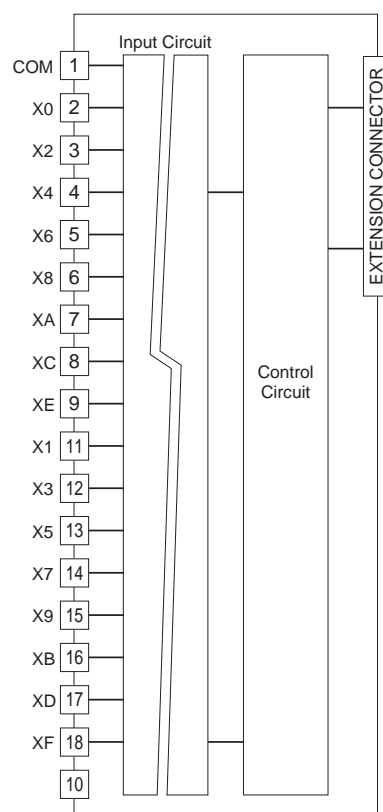 Input Circuit
COM 1
X0 2
X2 3
X4 4
X6 5
X8 6
XA 7
XC 8
XE 9
X1 11
X3 12
X5 13
X7 14
X9 15
XB 16
XD 17
XF 18
10
Control
Circuit
EXTENSION CONNECTOR